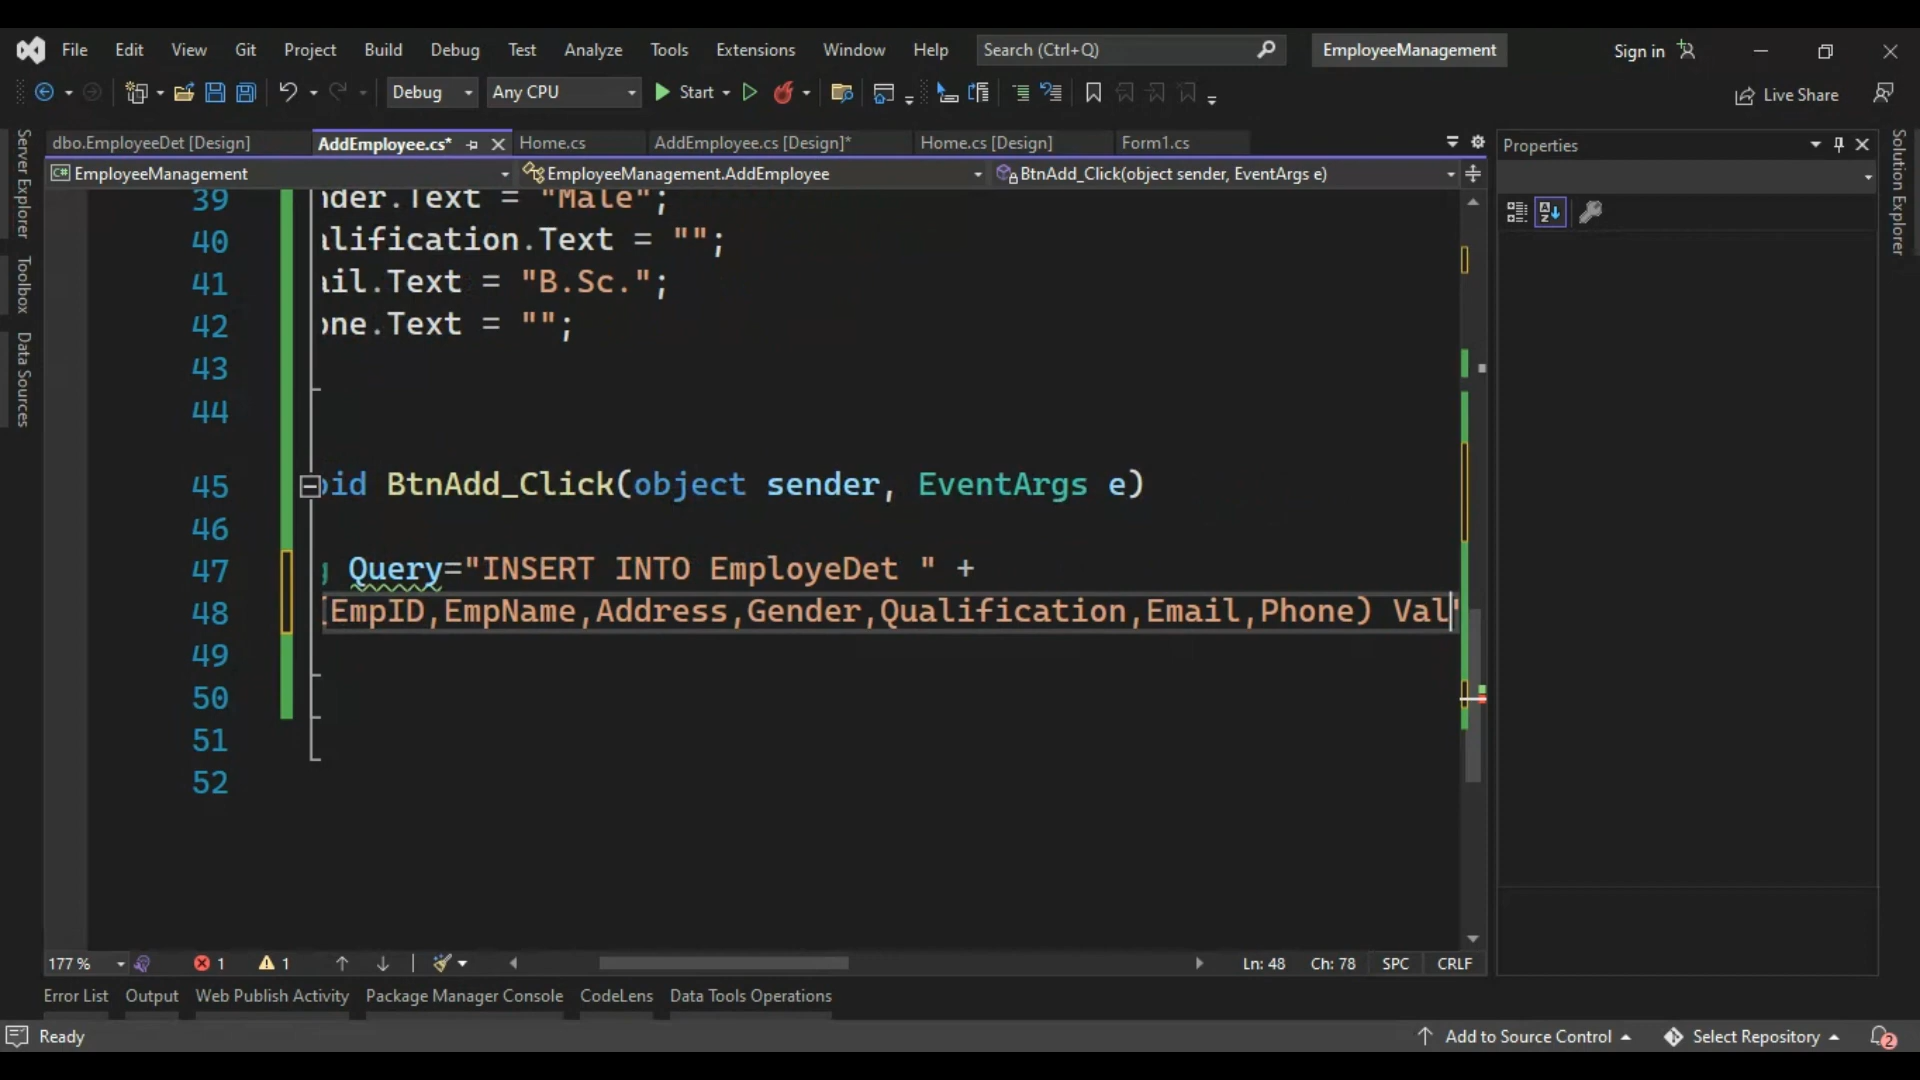 File Edit View Git Project Build Debug Test Analyze Tools Extensions Window Help Search (Ctrl+Q) EmployeeManagement Sign in
Debug Any CPU Start Live Share
dbo.EmployeeDet [Design] AddEmployee.cs* Home.cs AddEmployee.cs [Design]* Home.cs [Design] Form1.cs Properties
EmployeeManagement EmployeeManagement.AddEmployee BtnAdd_Click(object sender, EventArgs e)
Server Explorer
Toolbox
Data Sources
Solution Explorer
39 nder.Text = "Male";
40 alification.Text = "";
41 ail.Text = "B.Sc.";
42 one.Text = "";
43
44
45 oid BtnAdd_Click(object sender, EventArgs e)
46
47 g Query="INSERT INTO EmployeDet " +
48 (EmpID,EmpName,Address,Gender,Qualification,Email,Phone) Val"
49
50
51
52
177 % 1 1 Ln: 48 Ch: 78 SPC CRLF
Error List Output Web Publish Activity Package Manager Console CodeLens Data Tools Operations
Ready Add to Source Control Select Repository 2